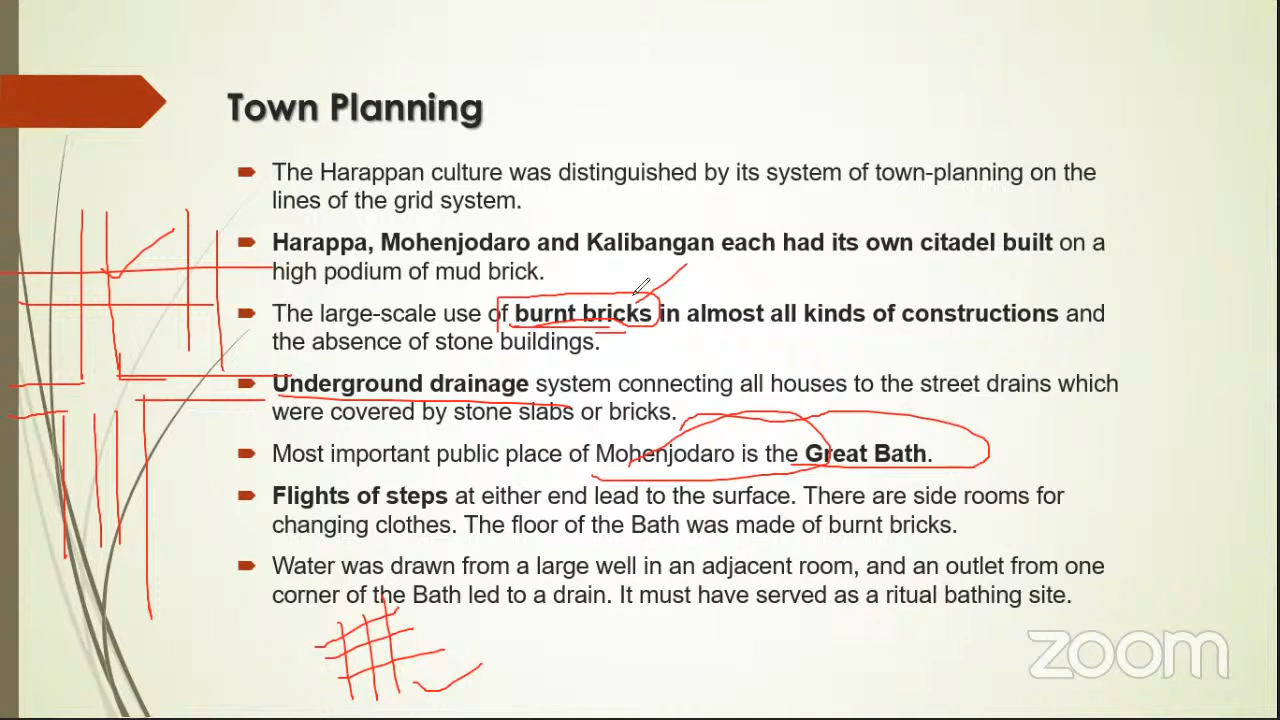 Town Planning
The Harappan culture was distinguished by its system of town-planning on the
lines of the grid system.
Harappa, Mohenjodaro and Kalibangan each had its own citadel built on a
high podium of mud brick.
The large-scale use of burnt bricks in almost all kinds of constructions and
the absence of stone buildings.
Underground drainage system connecting all houses to the street drains which
were covered by stone slabs or bricks.
Most important public place of Mohenjodaro is the Great Bath.
Flights of steps at either end lead to the surface. There are side rooms for
changing clothes. The floor of the Bath was made of burnt bricks.
Water was drawn from a large well in an adjacent room, and an outlet from one
corner of the Bath led to a drain. It must have served as a ritual bathing site.
zoom